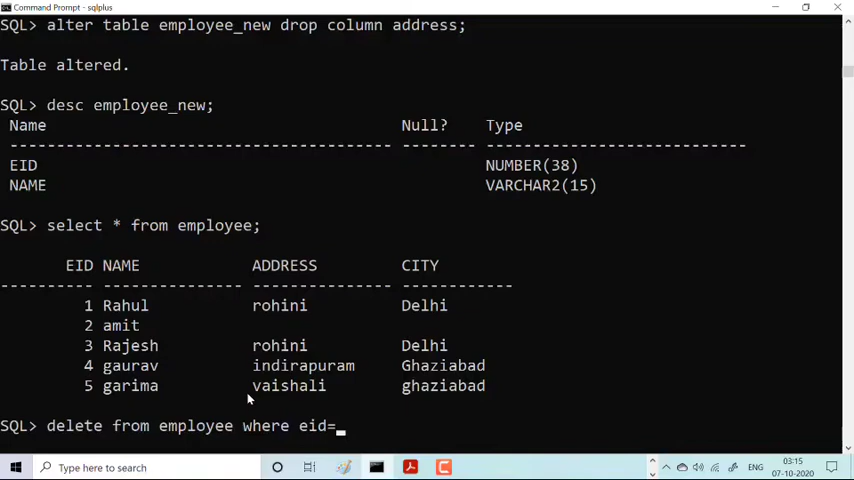 Command Prompt - sqlplus
SQL> alter table employee_new drop column address;
Table altered.
SQL> desc employee_new;
Name Null? Type
----------------------------------------- -------- ----------------------------
EID NUMBER(38)
NAME VARCHAR2(15)
SQL> select * from employee;
EID NAME ADDRESS CITY
---------- --------------- --------------- ------------
1 Rahul rohini Delhi
2 amit
3 Rajesh rohini Delhi
4 gaurav indirapuram Ghaziabad
5 garima vaishali ghaziabad
SQL> delete from employee where eid=_
Type here to search
ENG
03:15
07-10-2020